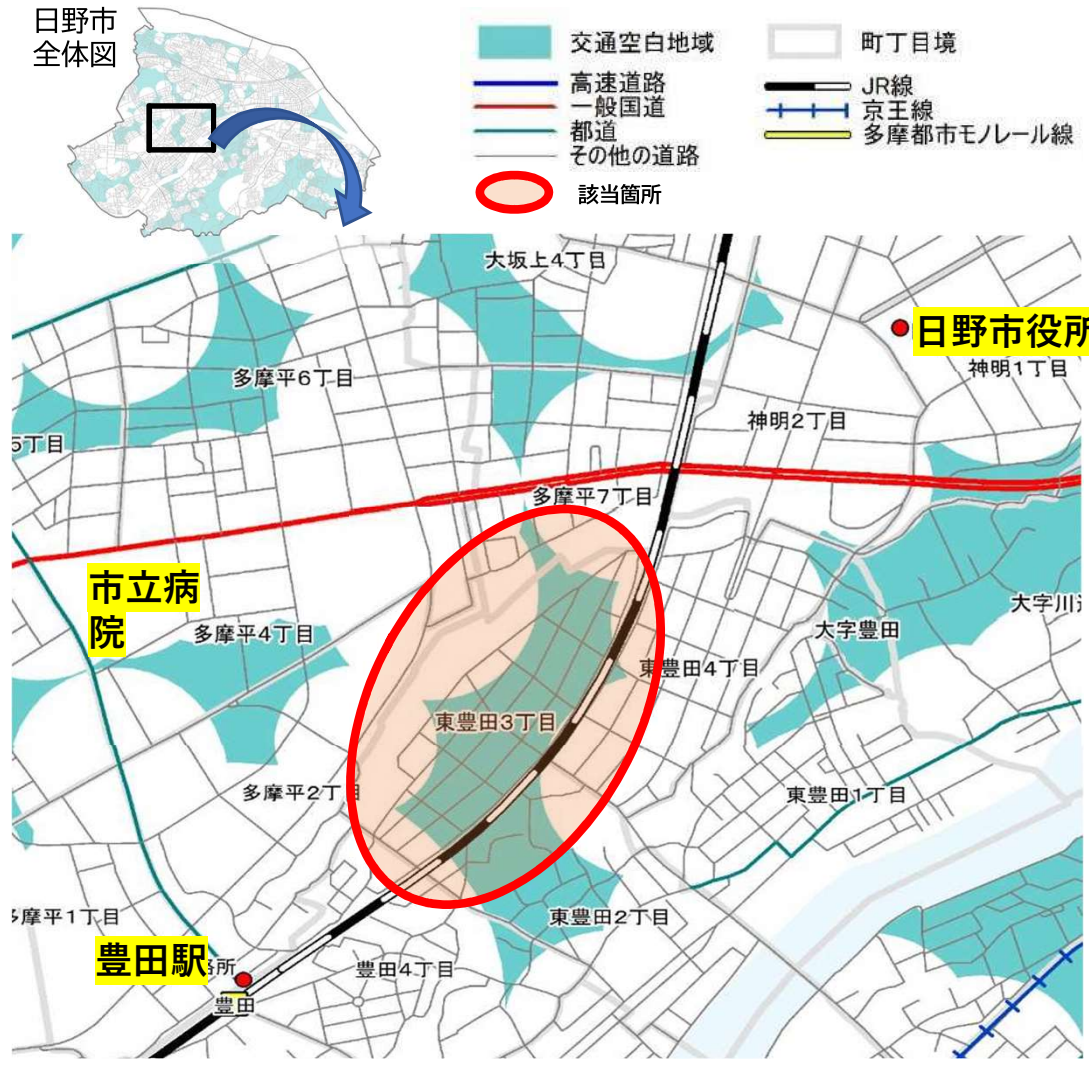 日野市
全体図
交通空白地域
町丁目境
高速道路
JR線
一般国道
京王線
都道
多摩都市モノレール線
その他の道路
該当箇所
大坂上4丁目
日野市役所
神明1丁目
多摩平6丁目
神明2丁目
5丁目
多摩平7丁目
市立病
院
大字川
多摩平4丁目
大字豊田
東豊田4丁目
東豊田3丁目
多摩平2丁目
東豊田1丁目
多摩平1丁目
東豊田2丁目
豊田駅
所
豊田4丁目
豊田